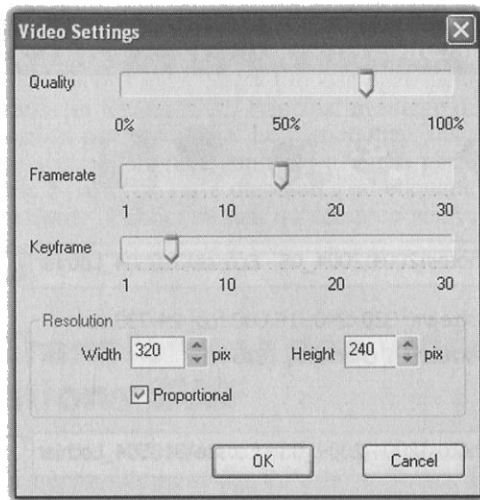 Video Settings
Quality
0% 50% 100%
Framerate
1 10 20 30
Keyframe
1 10 20 30
Resolution
Width 320 pix Height 240 pix
Proportional
OK Cancel